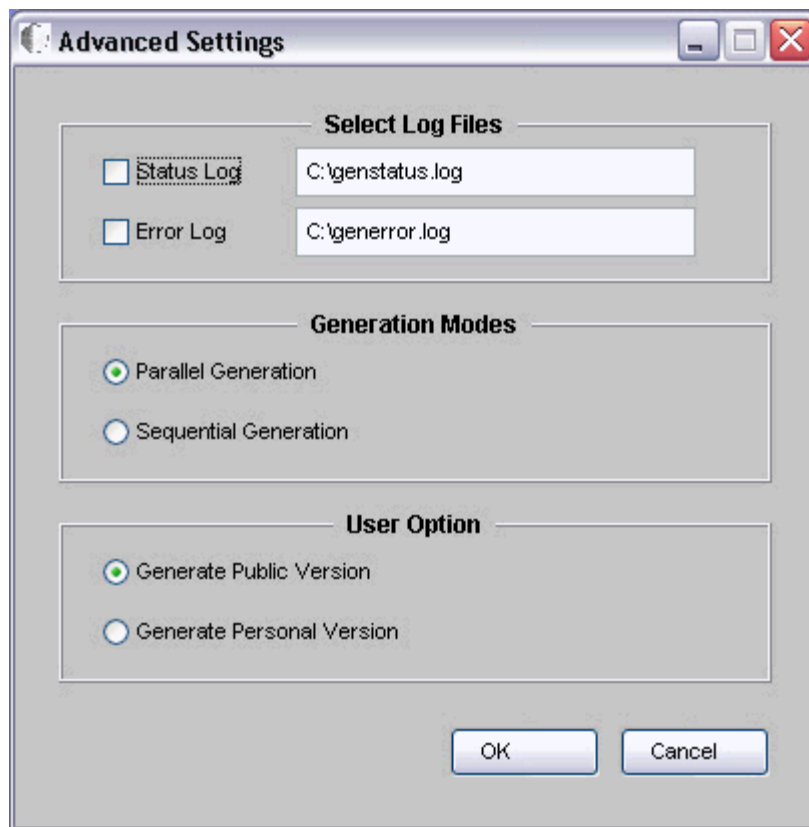 Advanced Settings
Select Log Files
Status Log C:\genstatus.log
Error Log C:\generror.log
Generation Modes
Parallel Generation
Sequential Generation
User Option
Generate Public Version
Generate Personal Version
OK Cancel